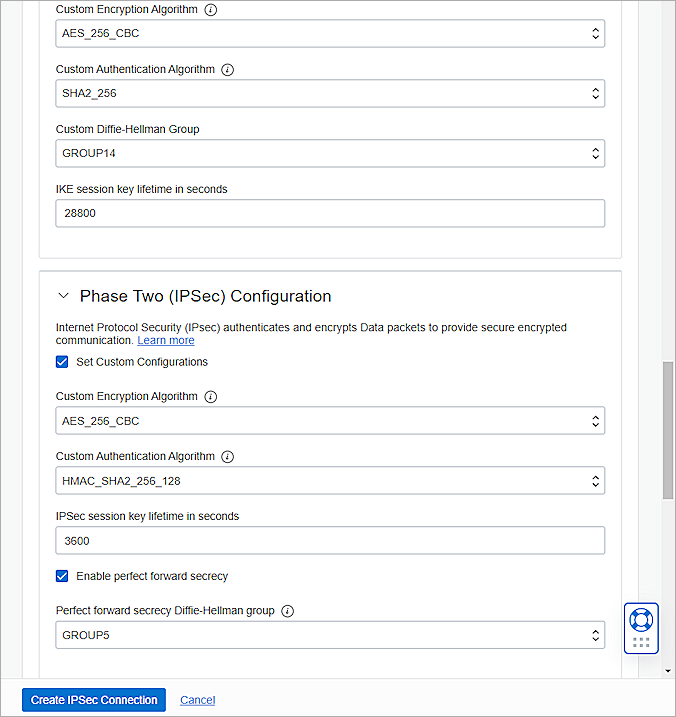 Custom Encryption Algorithm
AES_256_CBC
Custom Authentication Algorithm
SHA2_256
Custom Diffie-Hellman Group
GROUP14
IKE session key lifetime in seconds
28800
Phase Two (IPSec) Configuration
Internet Protocol Security (IPsec) authenticates and encrypts Data packets to provide secure encrypted
communication. Learn more
Set Custom Configurations
Custom Encryption Algorithm
AES_256_CBC
Custom Authentication Algorithm
HMAC_SHA2_256_128
IPSec session key lifetime in seconds
3600
Enable perfect forward secrecy
Perfect forward secrecy Diffie-Hellman group
GROUP5
Create IPSec Connection Cancel